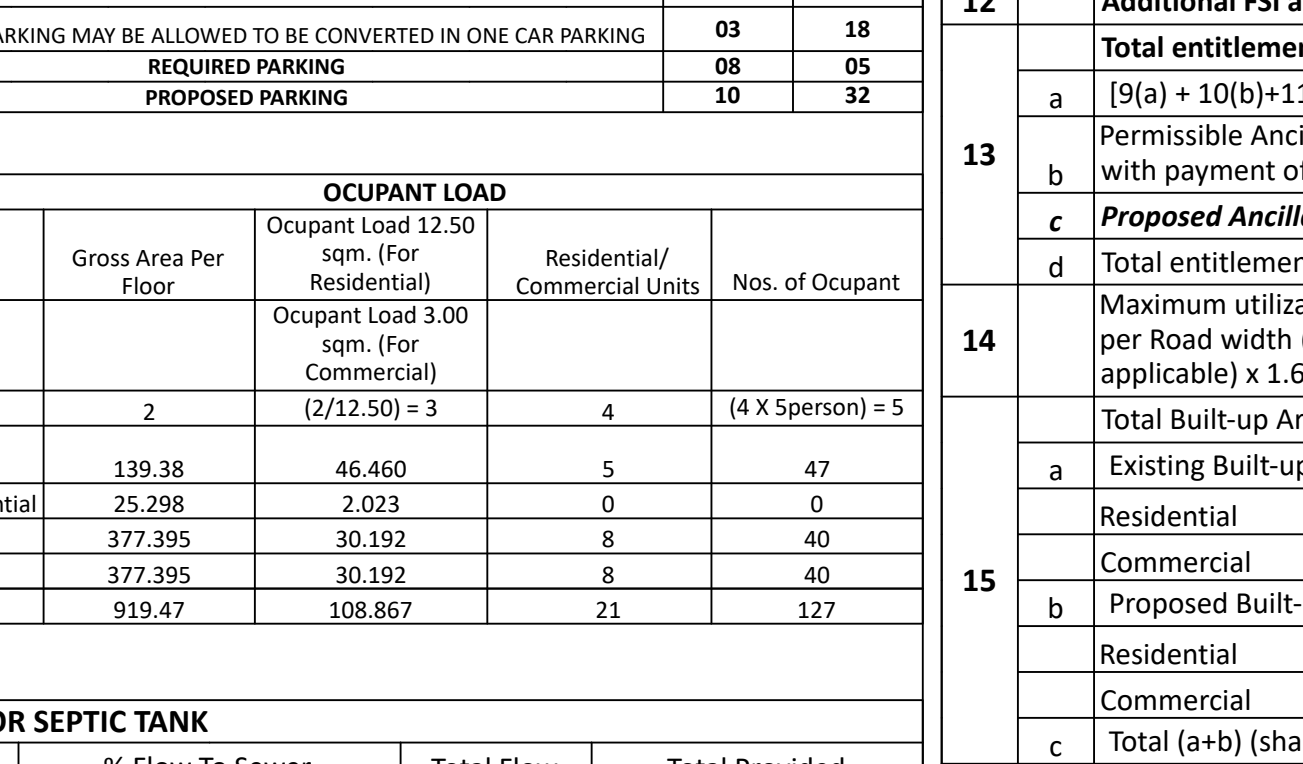 PARKING MAY BE ALLOWED TO BE CONVERTED IN ONE CAR PARKING 03 18
REQUIRED PARKING 08 05
PROPOSED PARKING 10 32
OCUPANT LOAD
Gross Area Per
Floor
Ocupant Load 12.50
sqm. (For
Residential)
Residential/
Commercial Units
Nos. of Ocupant
Ocupant Load 3.00
sqm. (For
Commercial)
2 (2/12.50) = 3 4 (4 X 5person) = 5
139.38 46.460 5 47
ntial 25.298 2.023 0 0
377.395 30.192 8 40
377.395 30.192 8 40
919.47 108.867 21 127
OR SEPTIC TANK
% Flow To Sewer Total Flow Total Provided
12 Additional FSI a
13
Total entitlemen
a [9(a) + 10(b)+11
b Permissible Anci
with payment of
c Proposed Ancilla
d Total entitlemen
14 Maximum utiliza
per Road width (
applicable) x 1.6
15
Total Built-up Ar
a Existing Built-up
Residential
Commercial
b Proposed Built-
Residential
Commercial
c Total (a+b) (sha